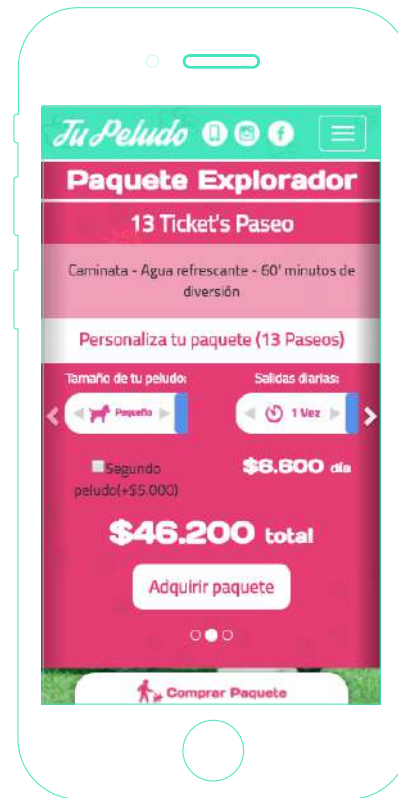 Tu Peludo
Paquete Explorador
13 Ticket's Paseo
Caminata - Agua refrescante - 60' minutos de
diversión
Personaliza tu paquete (13 Paseos)
Tamaño de tu peludo: Salidas diarias:
Pequeño 1 Vez
Segundo $6.600 día
peludo(+$5.000)
$46.200 total
Adquirir paquete
Comprar Paquete